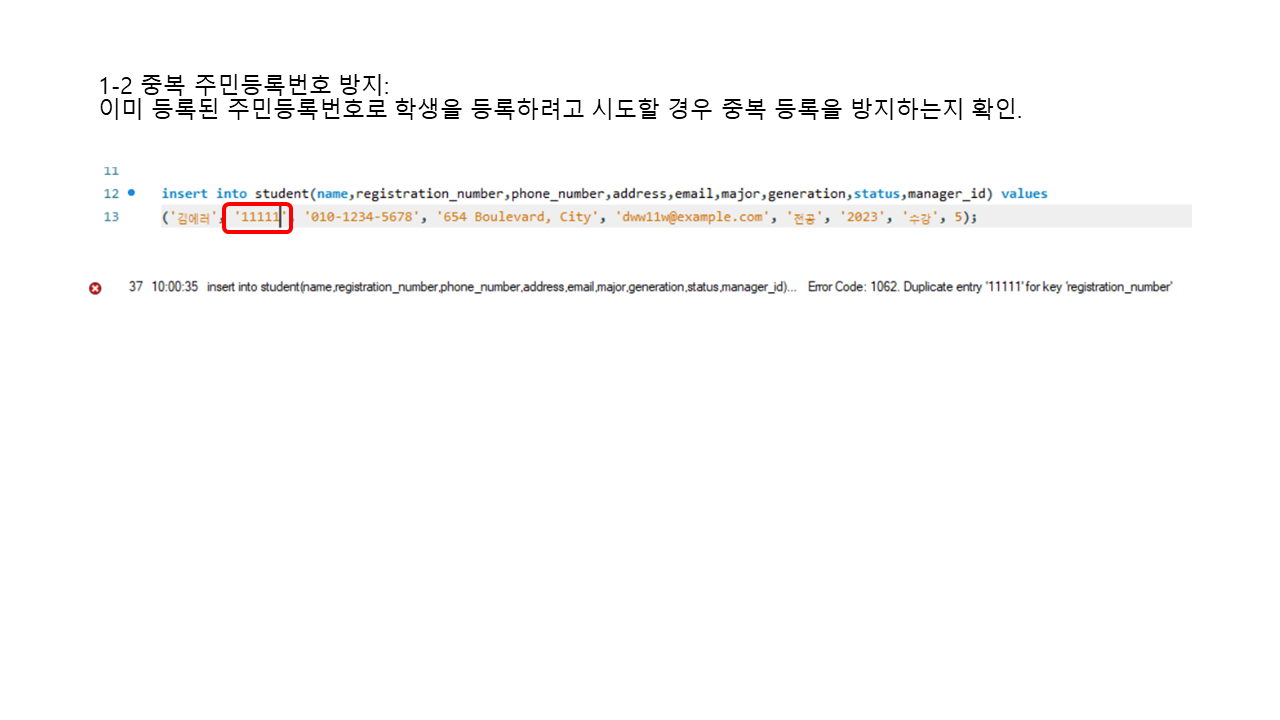 1-2 중복 주민등록번호 방지:
이미 등록된 주민등록번호로 학생을 등록하려고 시도할 경우 중복 등록을 방지하는지 확인.
11
12 insert into student(name,registration_number,phone_number,address,email,major,generation,status,manager_id) values
13 ('김에러', '11111', '010-1234-5678', '654 Boulevard, City', 'dww11w@example.com', '전공', '2023', '수강', 5);
37 10:00:35 insert into student(name,registration_number,phone_number,address,email,major,generation,status,manager_id)... Error Code: 1062. Duplicate entry '11111' for key 'registration_number'